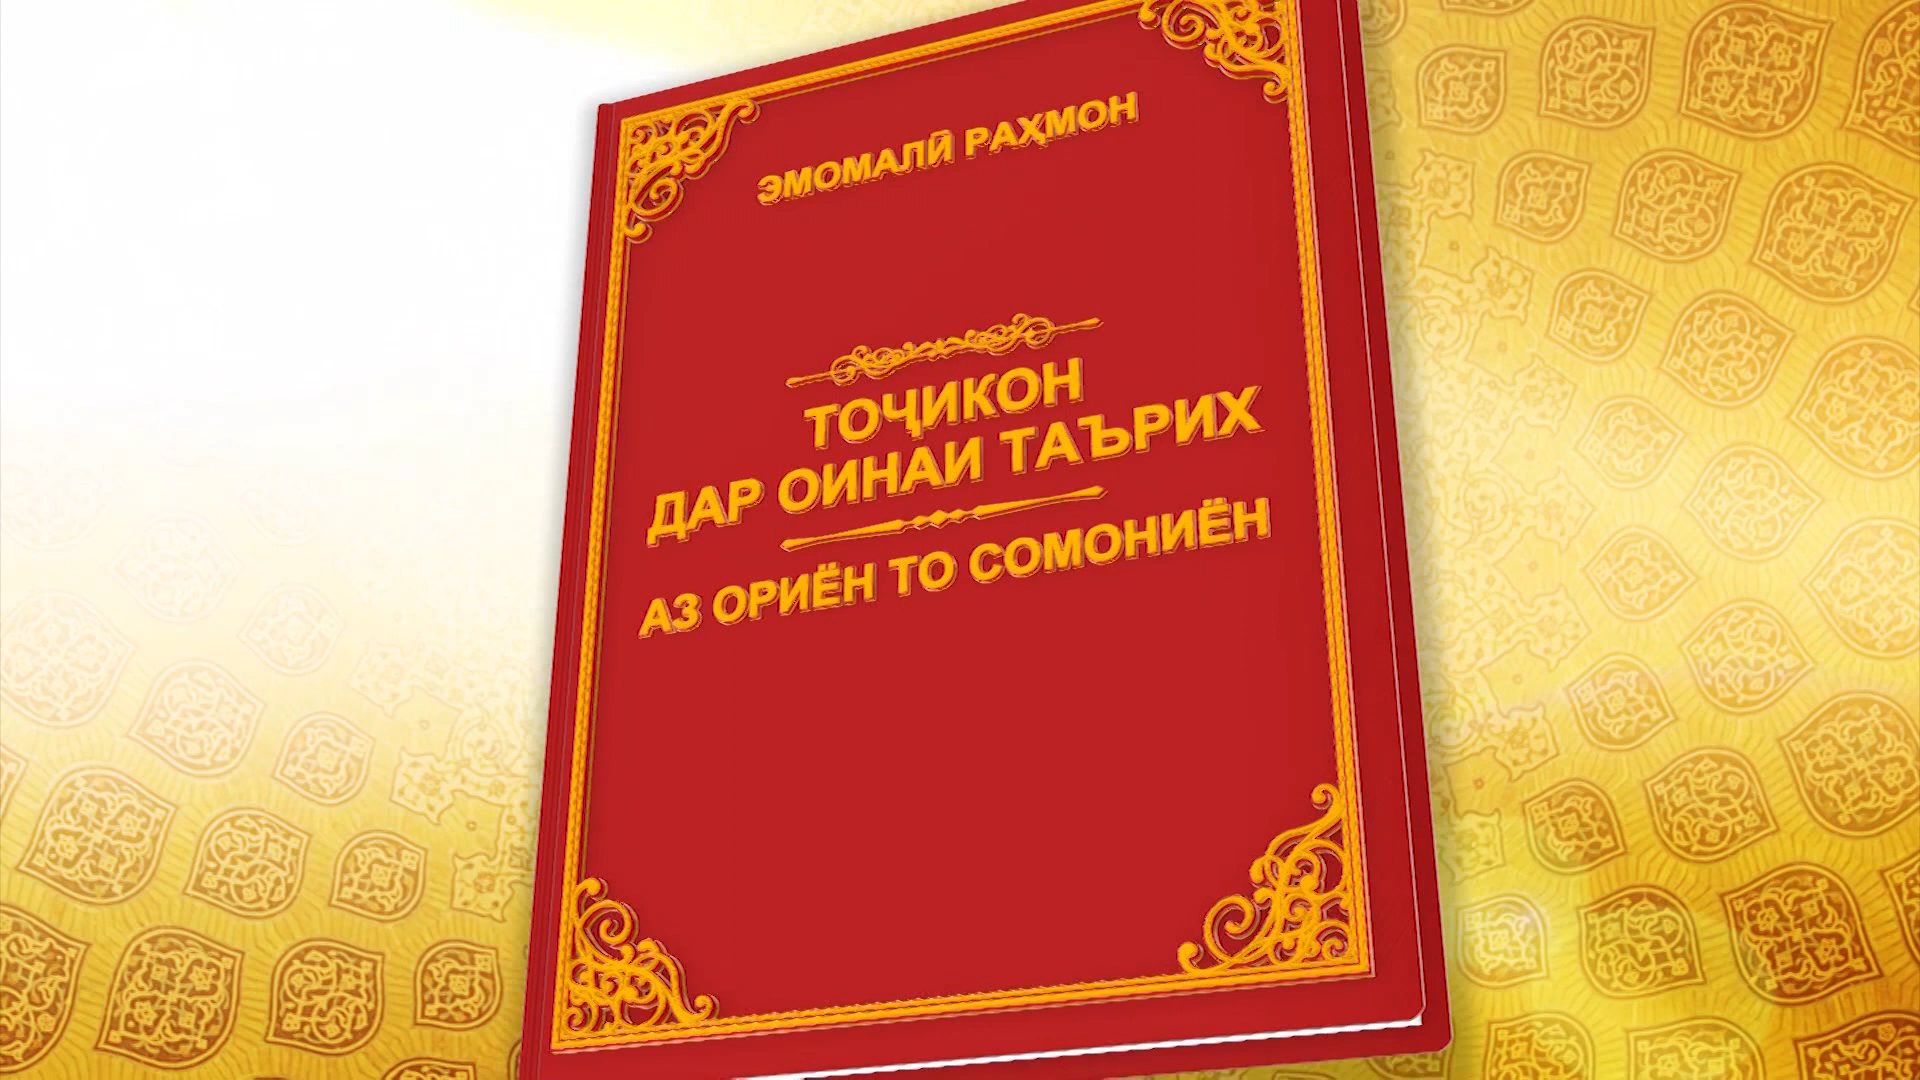 ЭМОМАЛӢ РАҲМОН
ТОҶИКОН
ДАР ОИНАИ ТАЪРИХ
АЗ ОРИЁН ТО СОМОНИЁН